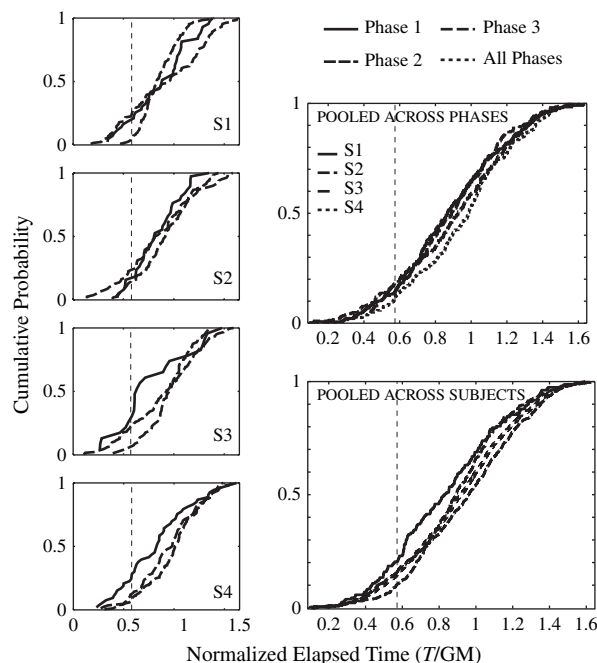 Phase 1
Phase 3
Phase 2
All Phases
1
0.5
0
S1
1
0.5
0
S2
1
0.5
0
S3
1
0.5
0
S4
0
0.5
1
1.5
Cumulative Probability
POOLED ACROSS PHASES
S1
S2
S3
S4
1
0.5
0
0.2 0.4 0.6 0.8 1 1.2 1.4 1.6
POOLED ACROSS SUBJECTS
1
0.5
0
0.2 0.4 0.6 0.8 1 1.2 1.4 1.6
Normalized Elapsed Time (T/GM)